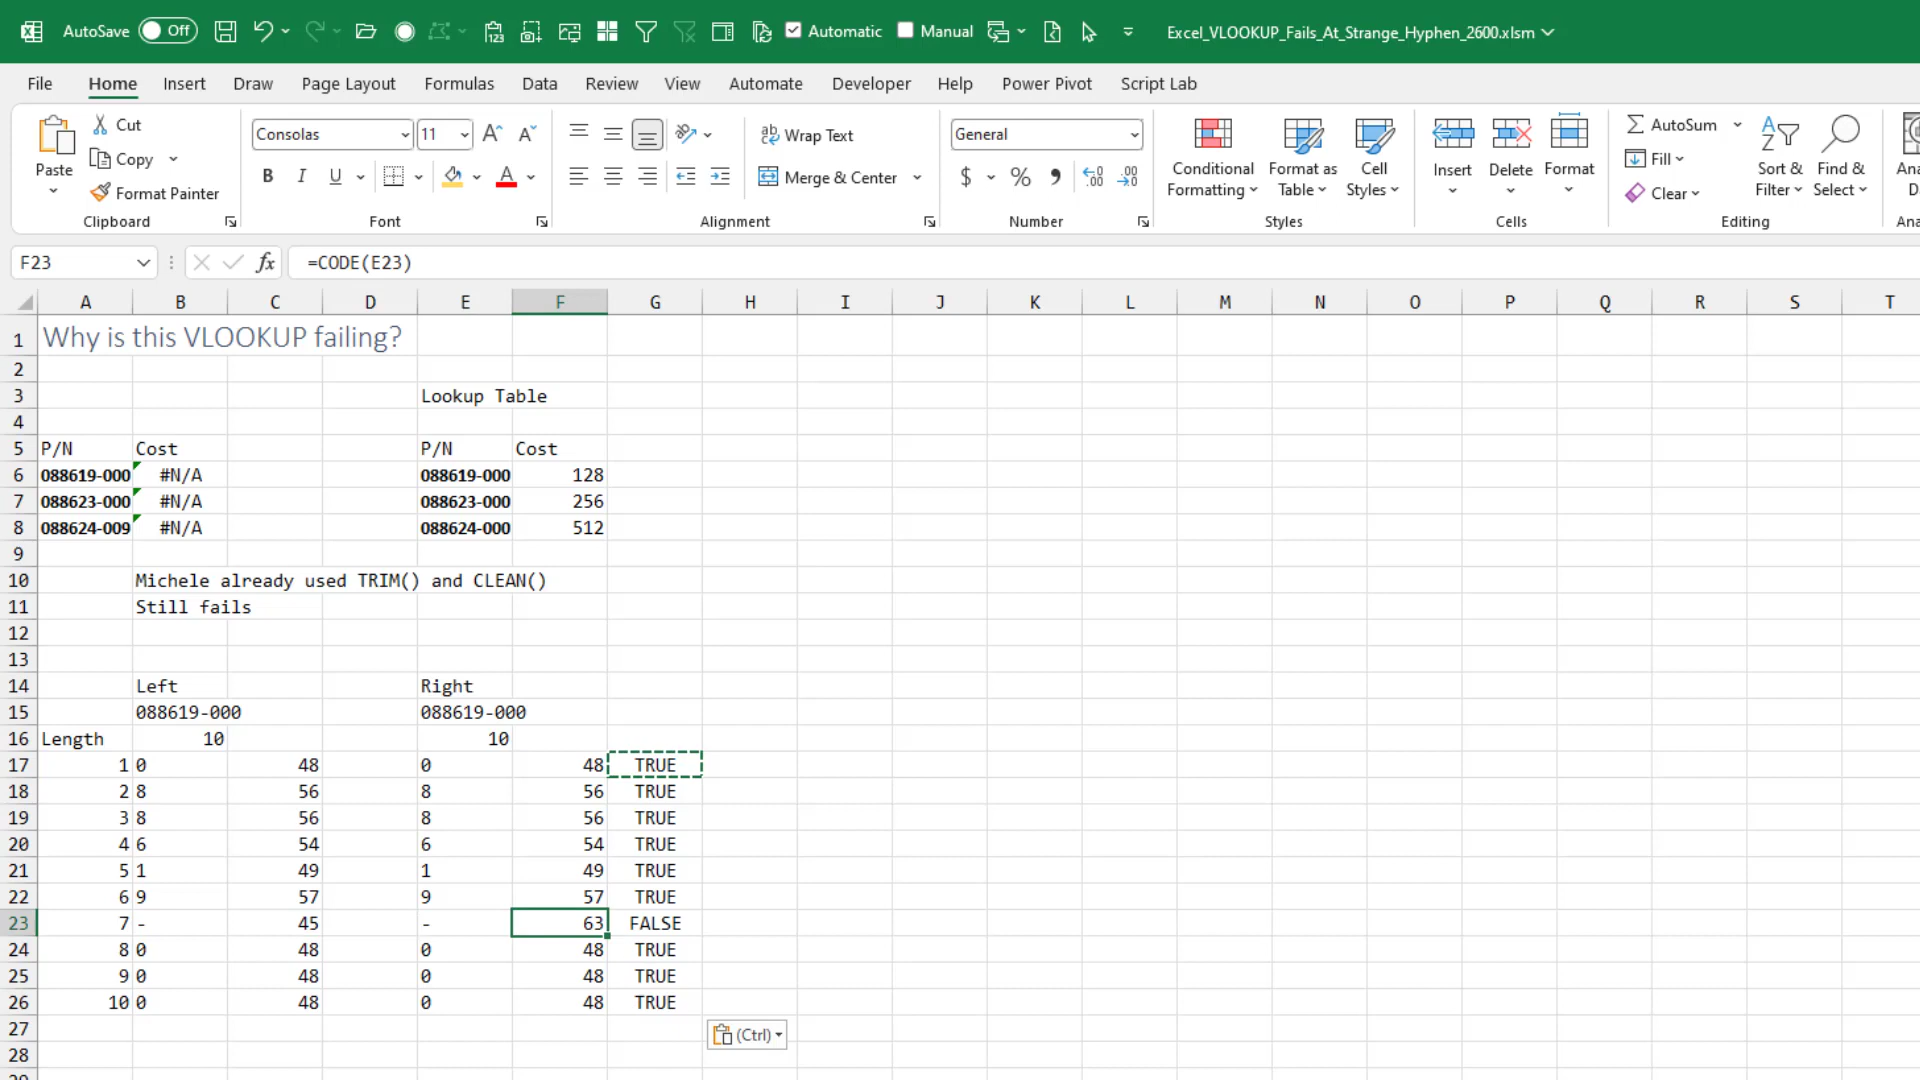 AutoSave Off Automatic Manual Excel_VLOOKUP_Fails_At_Strange_Hyphen_2600.xlsm
File Home Insert Draw Page Layout Formulas Data Review View Automate Developer Help Power Pivot Script Lab
Paste Cut Copy Format Painter Clipboard
Consolas 11 B I U A A A Font
ab Wrap Text Merge & Center Alignment
General $ % , .00 .00 Number
Conditional Formatting Format as Table Cell Styles Styles
Insert Delete Format Cells
AutoSum Fill Clear Sort & Filter Find & Select Editing
F23 fx =CODE(E23)
A B C D E F G H I J K L M N O P Q R S T
1 Why is this VLOOKUP failing?
2
3 Lookup Table
4
5 P/N Cost P/N Cost
6 088619-000 #N/A 088619-000 128
7 088623-000 #N/A 088623-000 256
8 088624-009 #N/A 088624-000 512
9
10 Michele already used TRIM() and CLEAN()
11 Still fails
12
13
14 Left Right
15 088619-000 088619-000
16 Length 10 10
17 1 0 48 0 48 TRUE
18 2 8 56 8 56 TRUE
19 3 8 56 8 56 TRUE
20 4 6 54 6 54 TRUE
21 5 1 49 1 49 TRUE
22 6 9 57 9 57 TRUE
23 7 - 45 - 63 FALSE
24 8 0 48 0 48 TRUE
25 9 0 48 0 48 TRUE
26 10 0 48 0 48 TRUE
27 (Ctrl)
28